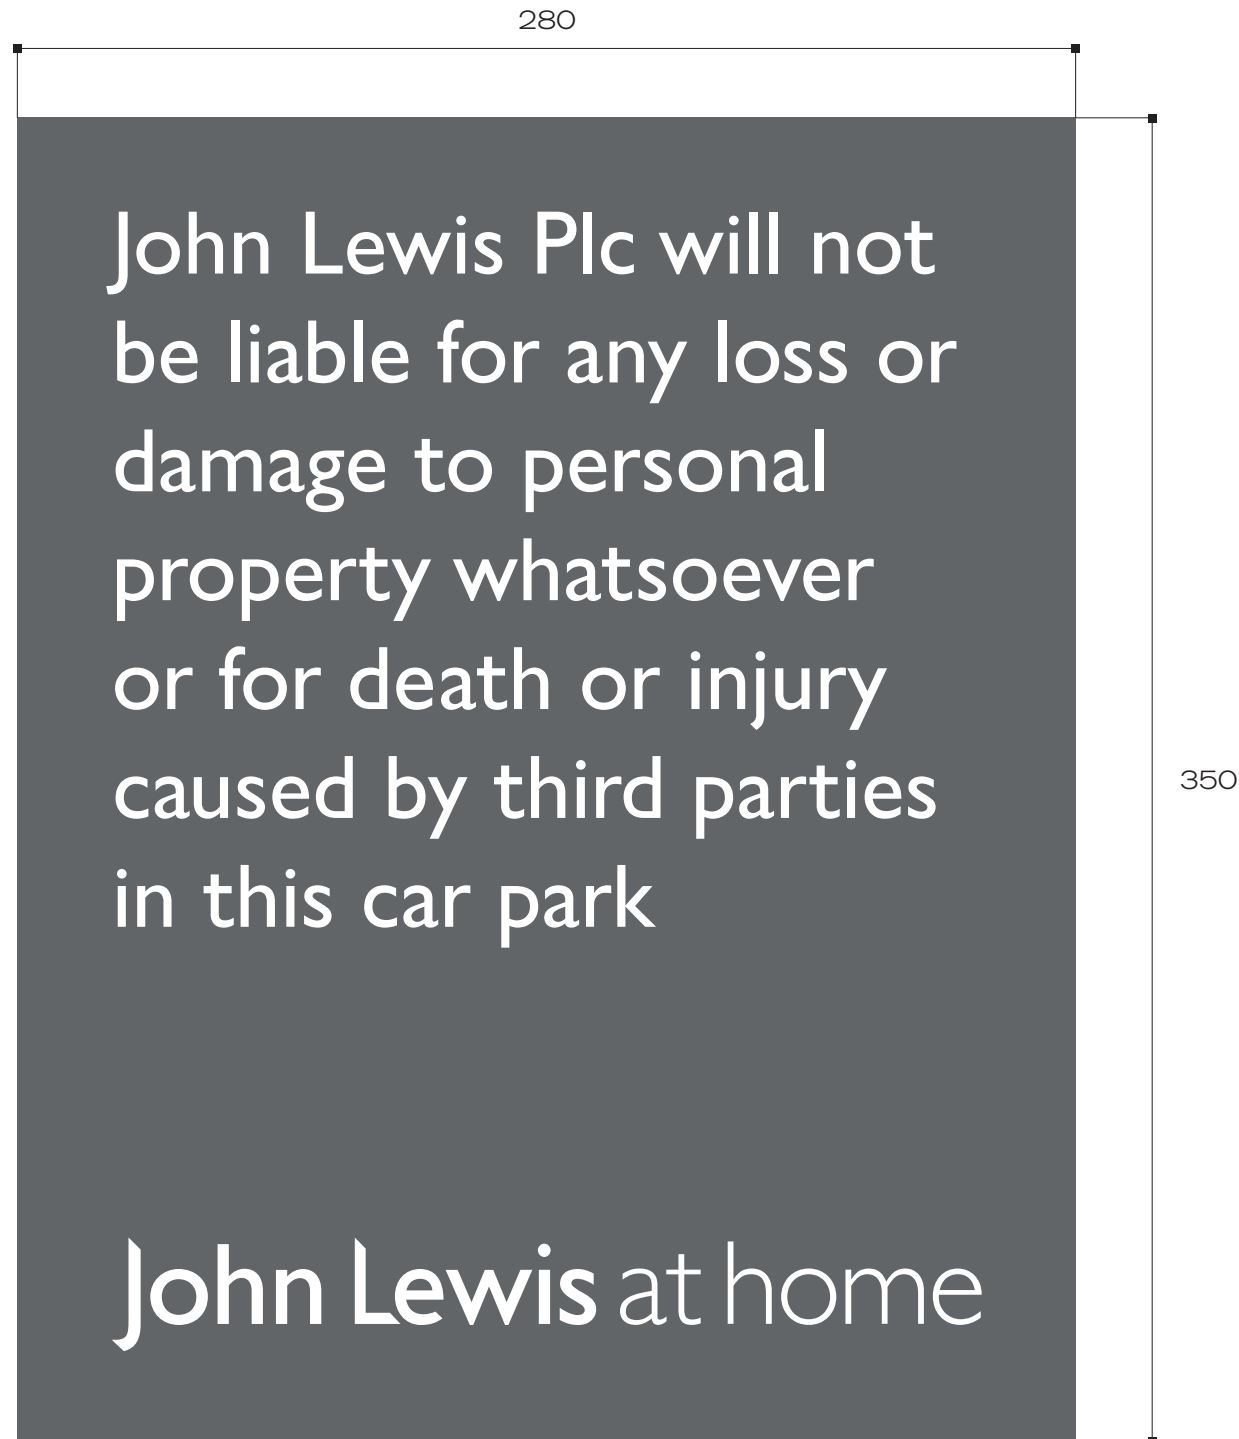 280
John Lewis Plc will not
be liable for any loss or
damage to personal
property whatsoever
or for death or injury
caused by third parties
in this car park
350
John Lewis at home